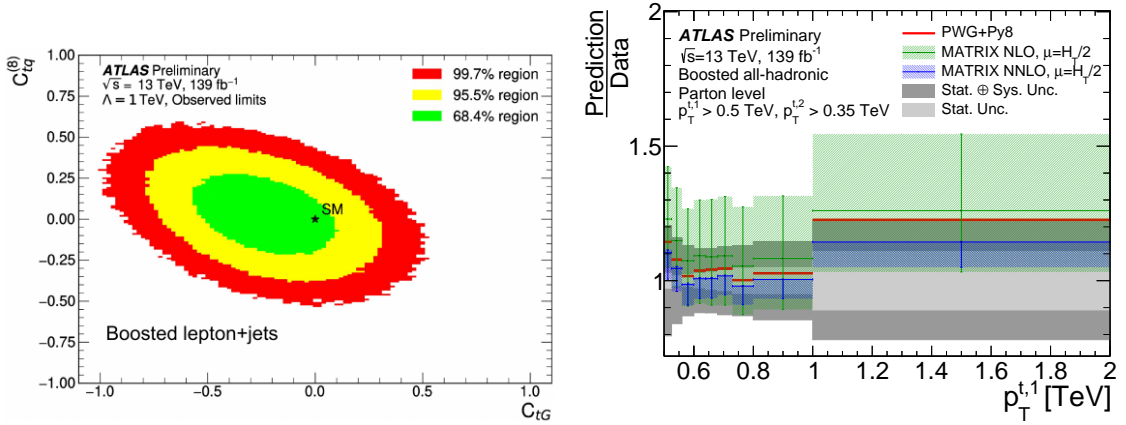 C_{tq}^{(8)}
1.00
0.75
0.50
0.25
0.00
−0.25
−0.50
−0.75
−1.00
ATLAS Preliminary
√s = 13 TeV, 139 fb⁻¹
Λ = 1 TeV, Observed limits
99.7% region
95.5% region
68.4% region
SM
Boosted lepton+jets
−1.0 −0.5 0.0 0.5 1.0
C_{tG}
Prediction
Data
2
1.5
1
ATLAS Preliminary
√s=13 TeV, 139 fb⁻¹
Boosted all-hadronic
Parton level
p_T^{t,1} > 0.5 TeV, p_T^{t,2} > 0.35 TeV
PWG+Py8
MATRIX NLO, μ=H_T/2
MATRIX NNLO, μ=H_T/2
Stat. ⊕ Sys. Unc.
Stat. Unc.
0.6 0.8 1 1.2 1.4 1.6 1.8 2
p_T^{t,1} [TeV]